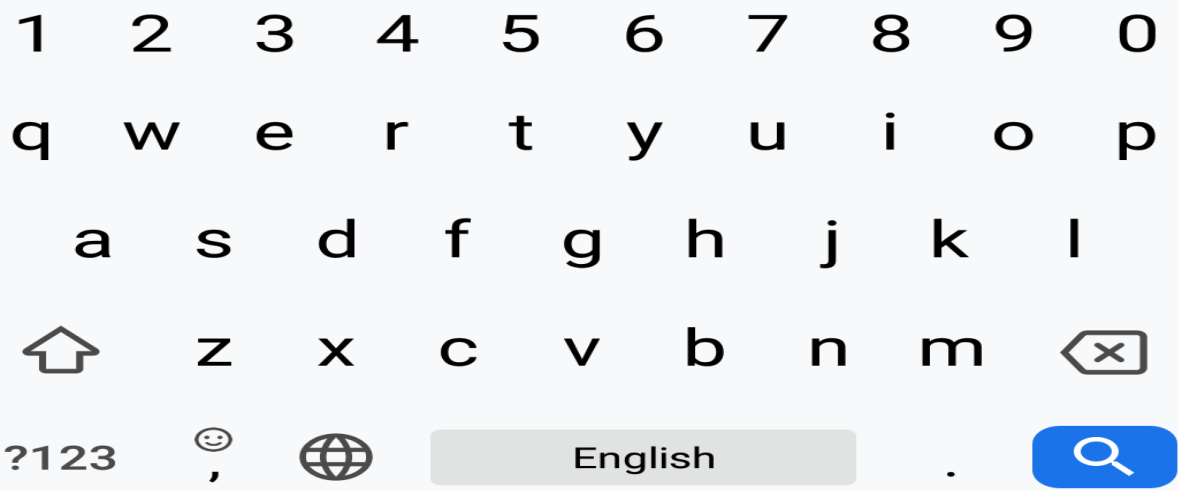 1 2 3 4 5 6 7 8 9 0
q w e r t y u i o p
a s d f g h j k l
z x c v b n m
?123 , English .